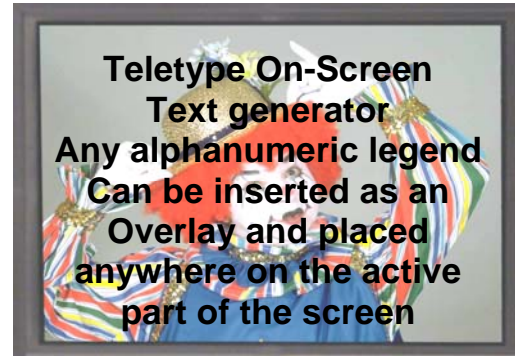 Teletype On-Screen
Text generator
Any alphanumeric legend
Can be inserted as an
Overlay and placed
anywhere on the active
part of the screen